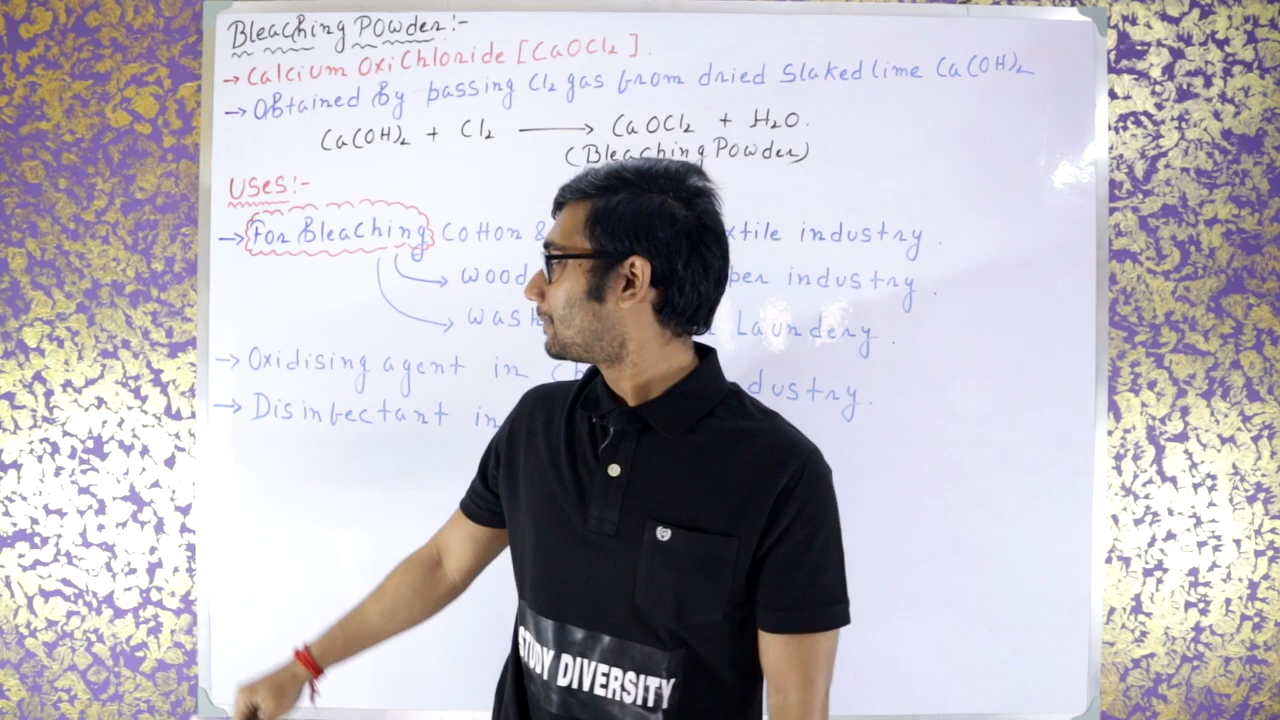 Bleaching Powder:-
→ Calcium OxiChloride [CaOCl₂].
→ Obtained By passing Cl₂ gas from dried Slaked lime Ca(OH)₂
Ca(OH)₂ + Cl₂ → CaOCl₂ + H₂O.
(Bleaching Powder)
Uses:-
→ For Bleaching Cotton & xtile industry.
→ wood per industry.
→ wash Laundery.
→ Oxidising agent in Ch dustry.
→ Disinfectant in
STUDY DIVERSITY